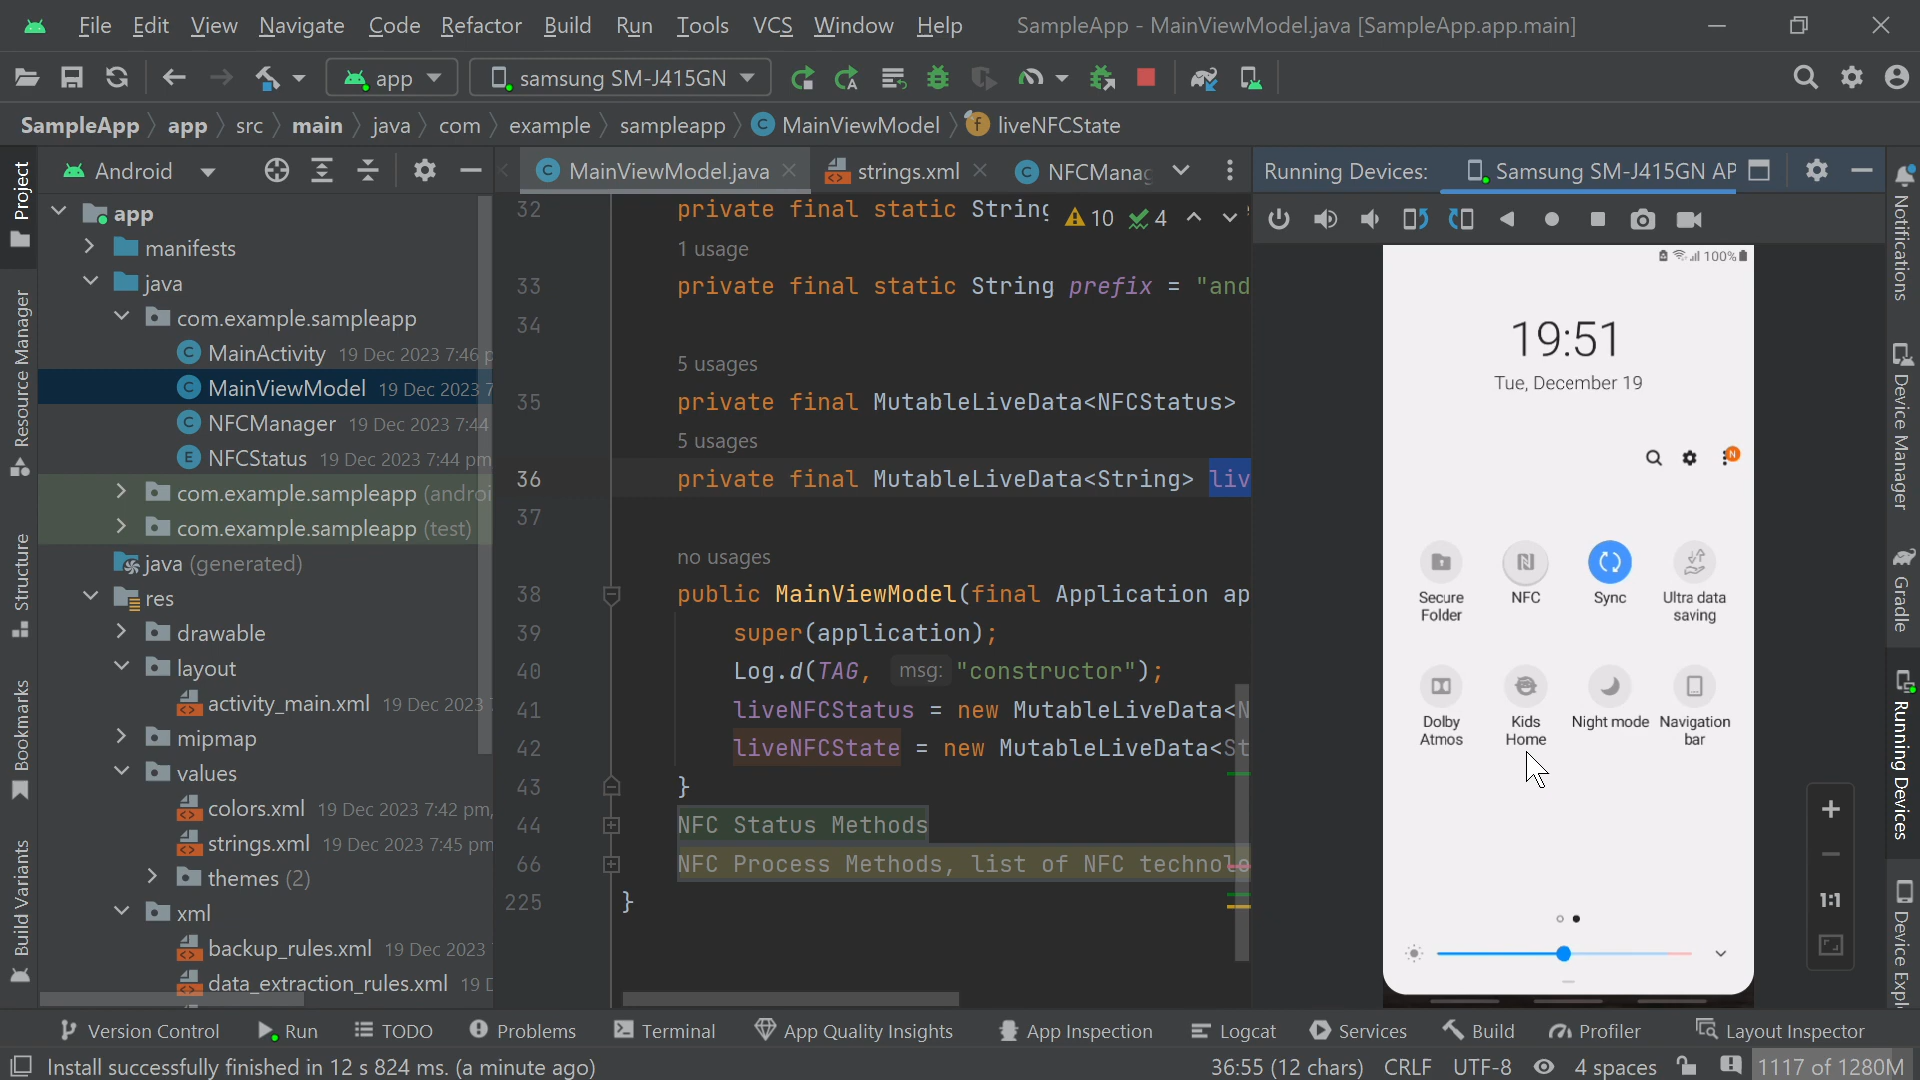 File Edit View Navigate Code Refactor Build Run Tools VCS Window Help SampleApp - MainViewModel.java [SampleApp.app.main]
app samsung SM-J415GN
SampleApp app src main java com example sampleapp MainViewModel liveNFCState
Project
Resource Manager
Structure
Bookmarks
Build Variants
Android
app
manifests
java
com.example.sampleapp
MainActivity 19 Dec 2023 7:46 p
MainViewModel 19 Dec 2023 7
NFCManager 19 Dec 2023 7:44
NFCStatus 19 Dec 2023 7:44 pm
com.example.sampleapp (androi
com.example.sampleapp (test)
java (generated)
res
drawable
layout
activity_main.xml 19 Dec 2023
mipmap
values
colors.xml 19 Dec 2023 7:42 pm,
strings.xml 19 Dec 2023 7:45 pm
themes (2)
xml
backup_rules.xml 19 Dec 2023
data_extraction_rules.xml 19 D
MainViewModel.java strings.xml NFCManag
10 4
32 private final static String
1 usage
33 private final static String prefix = "and
34
5 usages
35 private final MutableLiveData<NFCStatus>
5 usages
36 private final MutableLiveData<String> liv
37
no usages
38 public MainViewModel(final Application ap
39 super(application);
40 Log.d(TAG, msg: "constructor");
41 liveNFCStatus = new MutableLiveData<N
42 liveNFCState = new MutableLiveData<St
43 }
44 NFC Status Methods
66 NFC Process Methods, list of NFC technolo
225 }
Running Devices: Samsung SM-J415GN AP
100%
19:51
Tue, December 19
N
Secure Folder
NFC
Sync
Ultra data saving
Dolby Atmos
Kids Home
Night mode
Navigation bar
1:1
Notifications
Device Manager
Gradle
Running Devices
Device Expl
Version Control Run TODO Problems Terminal App Quality Insights App Inspection Logcat Services Build Profiler Layout Inspector
Install successfully finished in 12 s 824 ms. (a minute ago) 36:55 (12 chars) CRLF UTF-8 4 spaces 1117 of 1280M